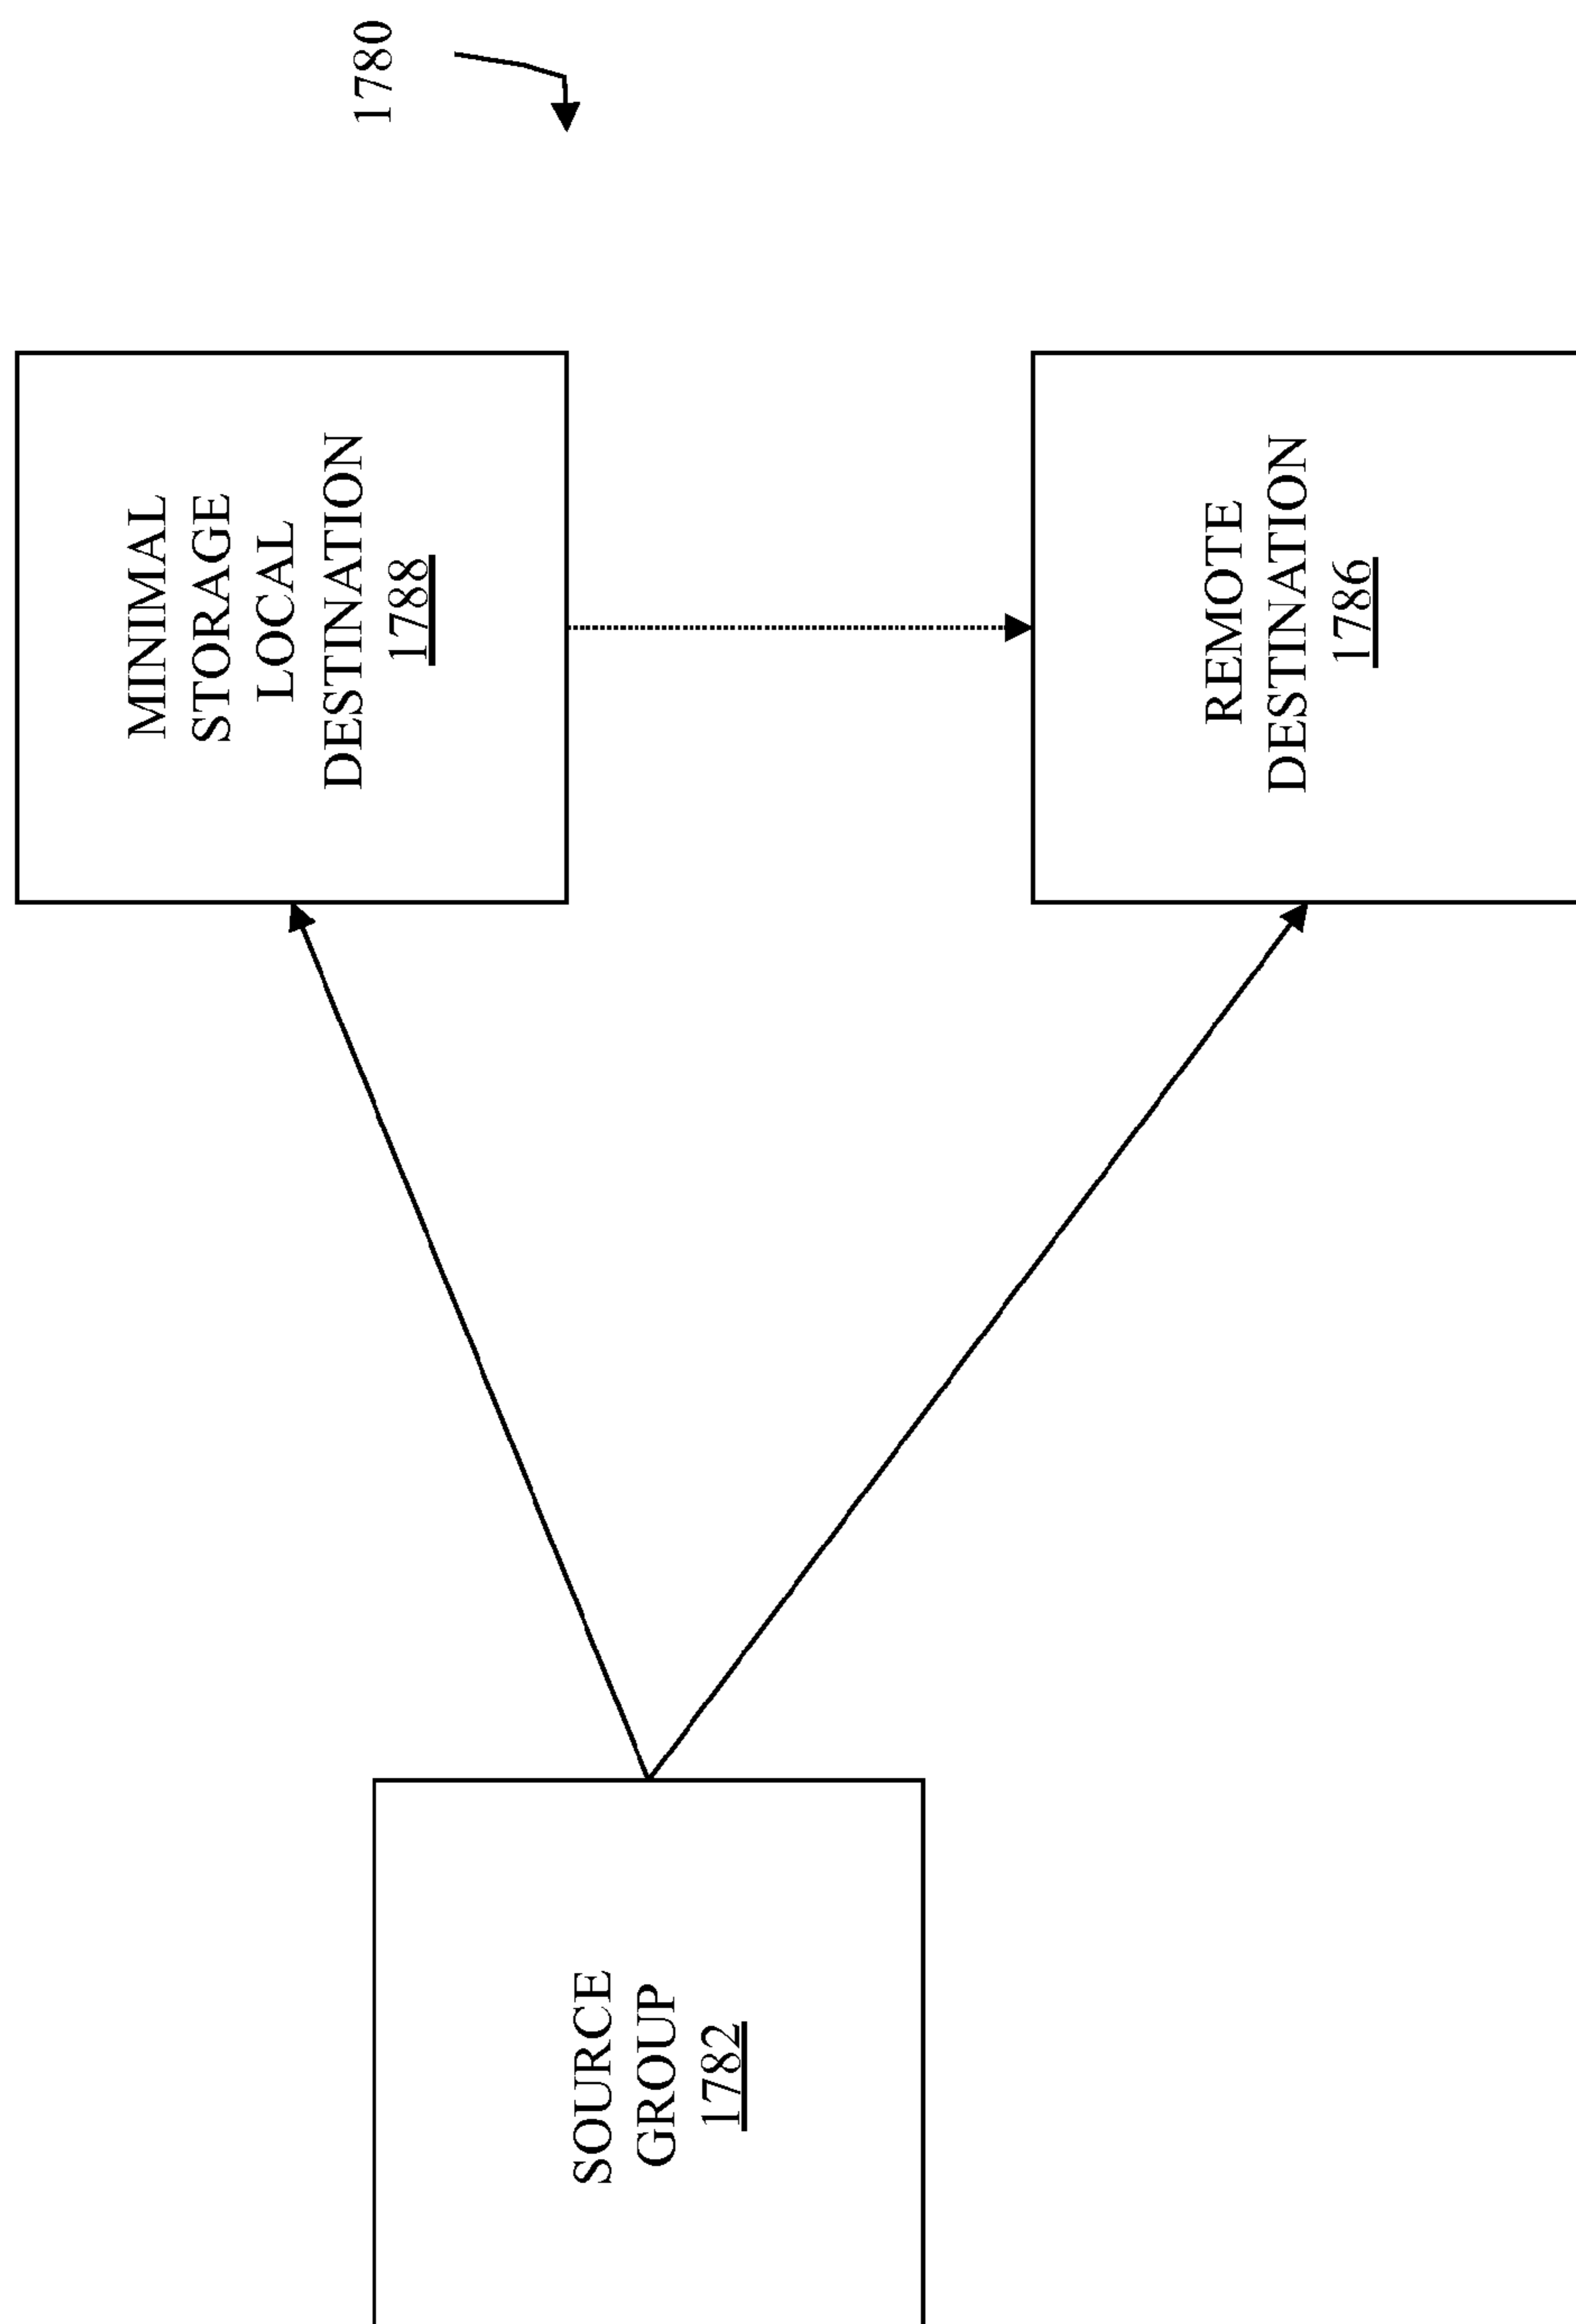 1780
MINIMAL
STORAGE
LOCAL
DESTINATION
1788
SOURCE
GROUP
1782
REMOTE
DESTINATION
1786